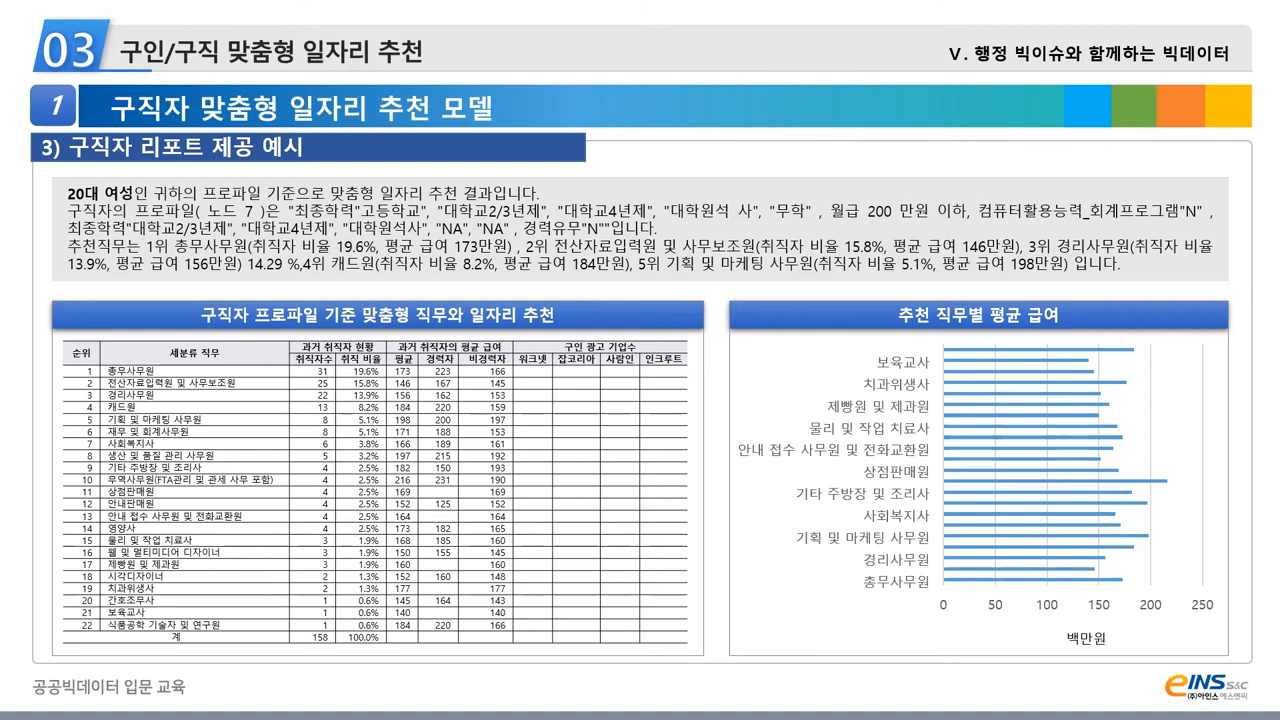 03 구인/구직 맞춤형 일자리 추천
Ⅴ. 행정 빅이슈와 함께하는 빅데이터
1 구직자 맞춤형 일자리 추천 모델
3) 구직자 리포트 제공 예시
20대 여성인 귀하의 프로파일 기준으로 맞춤형 일자리 추천 결과입니다.
구직자의 프로파일( 노드 7 )은 "최종학력"고등학교", "대학교2/3년제", "대학교4년제", "대학원석 사", "무학" , 월급 200 만원 이하, 컴퓨터활용능력_회계프로그램"N" ,
최종학력"대학교2/3년제", "대학교4년제", "대학원석사", "NA", "NA" , 경력유무"N""입니다.
추천직무는 1위 총무사무원(취직자 비율 19.6%, 평균 급여 173만원) , 2위 전산자료입력원 및 사무보조원(취직자 비율 15.8%, 평균 급여 146만원), 3위 경리사무원(취직자 비율
13.9%, 평균 급여 156만원) 14.29 %,4위 캐드원(취직자 비율 8.2%, 평균 급여 184만원), 5위 기획 및 마케팅 사무원(취직자 비율 5.1%, 평균 급여 198만원) 입니다.
구직자 프로파일 기준 맞춤형 직무와 일자리 추천
순위 세분류 직무 과거 취직자 현황 과거 취직자의 평균 급여 구인 광고 기업수
취직자수 취직 비율 평균 경력자 비경력자 워크넷 잡코리아 사람인 인크루트
1 총무사무원 31 19.6% 173 223 166
2 전산자료입력원 및 사무보조원 25 15.8% 146 167 145
3 경리사무원 22 13.9% 156 162 153
4 캐드원 13 8.2% 184 220 159
5 기획 및 마케팅 사무원 8 5.1% 198 200 197
6 재무 및 회계사무원 8 5.1% 171 188 153
7 사회복지사 6 3.8% 166 189 161
8 생산 및 품질 관리 사무원 5 3.2% 197 215 192
9 기타 주방장 및 조리사 4 2.5% 182 150 193
10 무역사무원(FTA관리 및 관세 사무 포함) 4 2.5% 216 231 190
11 상점판매원 4 2.5% 169 169
12 안내판매원 4 2.5% 152 125 152
13 안내 접수 사무원 및 전화교환원 4 2.5% 164 164
14 영양사 4 2.5% 173 182 165
15 물리 및 작업 치료사 3 1.9% 168 185 160
16 웹 및 멀티미디어 디자이너 3 1.9% 150 155 145
17 제빵원 및 제과원 3 1.9% 160 160
18 시각디자이너 2 1.3% 152 160 148
19 치과위생사 2 1.3% 177 177
20 간호조무사 1 0.6% 145 164 143
21 보육교사 1 0.6% 140 140
22 식품공학 기술자 및 연구원 1 0.6% 184 220 166
계 158 100.0%
추천 직무별 평균 급여
보육교사
치과위생사
제빵원 및 제과원
물리 및 작업 치료사
안내 접수 사무원 및 전화교환원
상점판매원
기타 주방장 및 조리사
사회복지사
기획 및 마케팅 사무원
경리사무원
총무사무원
0 50 100 150 200 250
백만원
공공빅데이터 입문 교육
eINS S&C
(주)아인스 에스엔씨